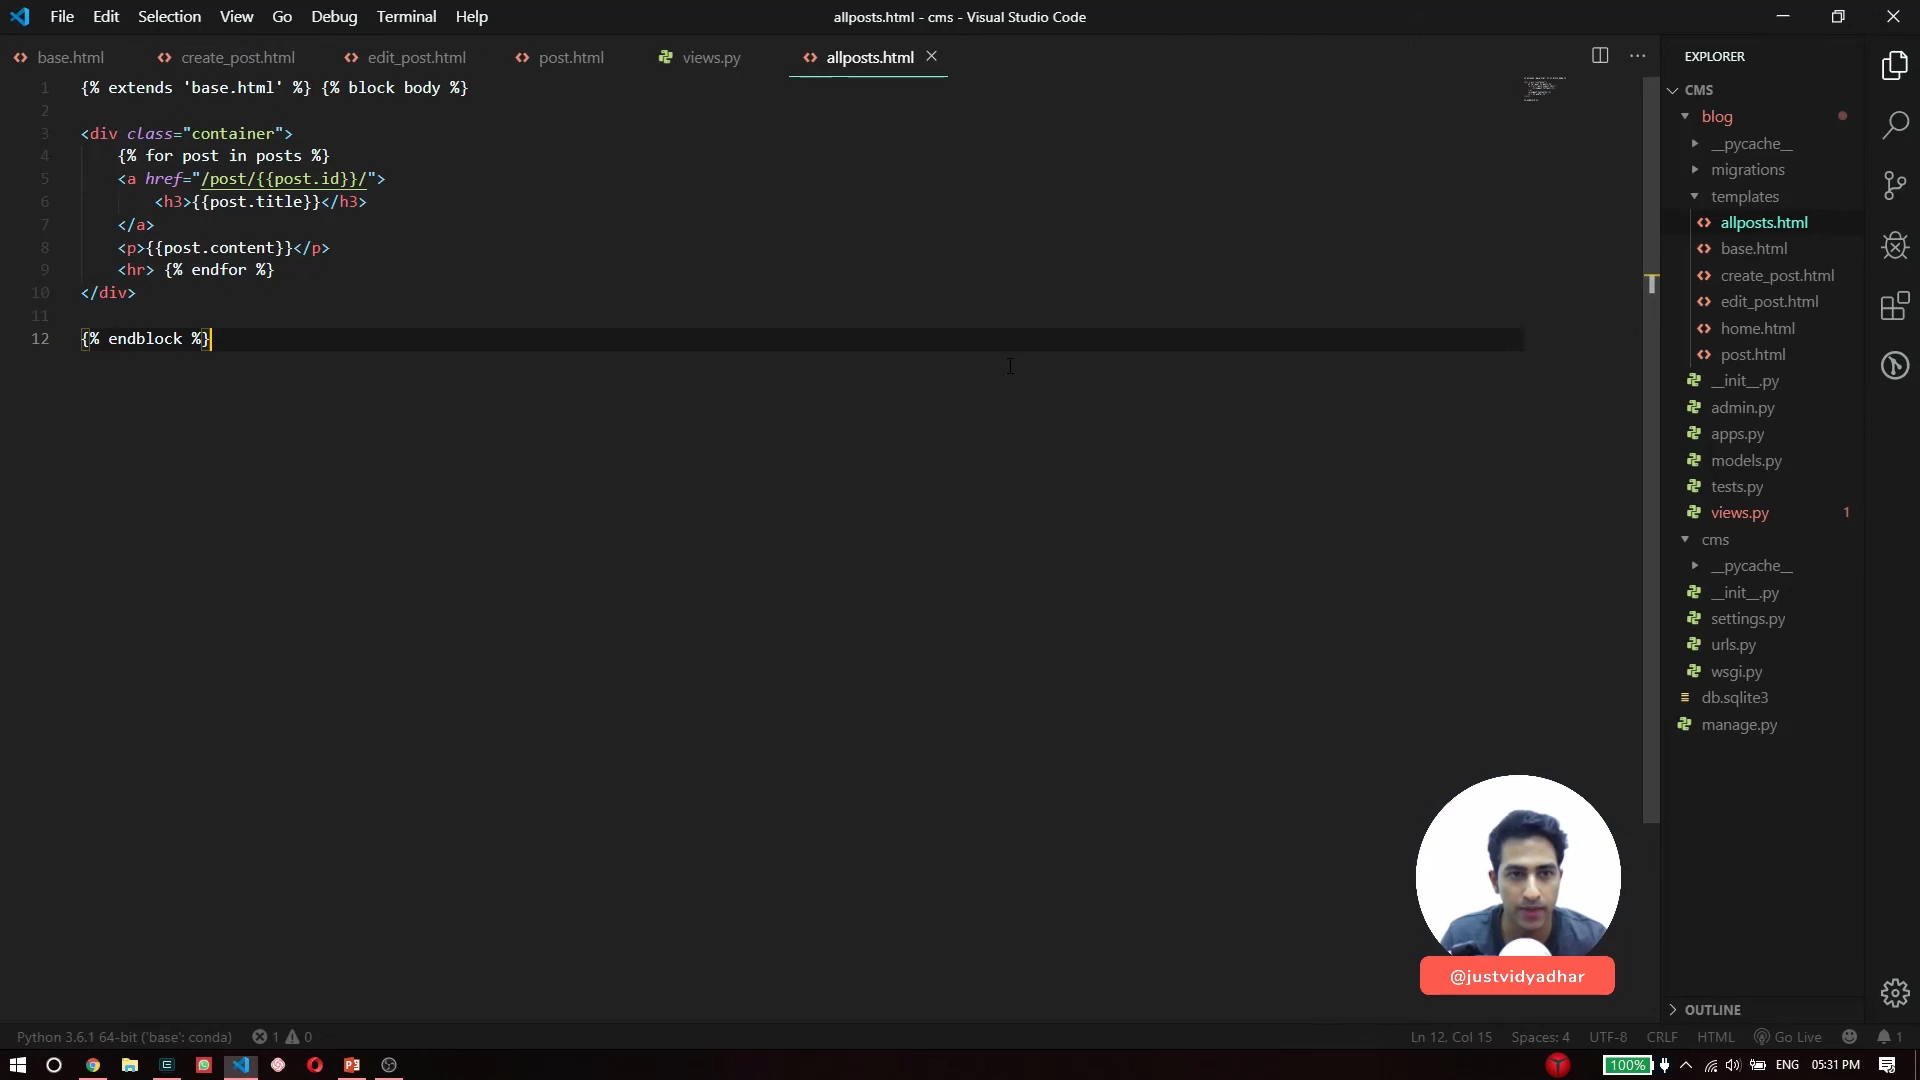 File Edit Selection View Go Debug Terminal Help
allposts.html - cms - Visual Studio Code
base.html create_post.html edit_post.html post.html views.py allposts.html
1 {% extends 'base.html' %} {% block body %}
2
3 <div class="container">
4 {% for post in posts %}
5 <a href="/post/{{post.id}}/">
6 <h3>{{post.title}}</h3>
7 </a>
8 <p>{{post.content}}</p>
9 <hr> {% endfor %}
10 </div>
11
12 {% endblock %}
EXPLORER
CMS
blog
__pycache__
migrations
templates
allposts.html
base.html
create_post.html
edit_post.html
home.html
post.html
__init__.py
admin.py
apps.py
models.py
tests.py
views.py 1
cms
__pycache__
__init__.py
settings.py
urls.py
wsgi.py
db.sqlite3
manage.py
OUTLINE
@justvidyadhar
Python 3.6.1 64-bit ('base': conda) 1 0
Ln 12, Col 15 Spaces: 4 UTF-8 CRLF HTML Go Live 1
100% ENG 05:31 PM